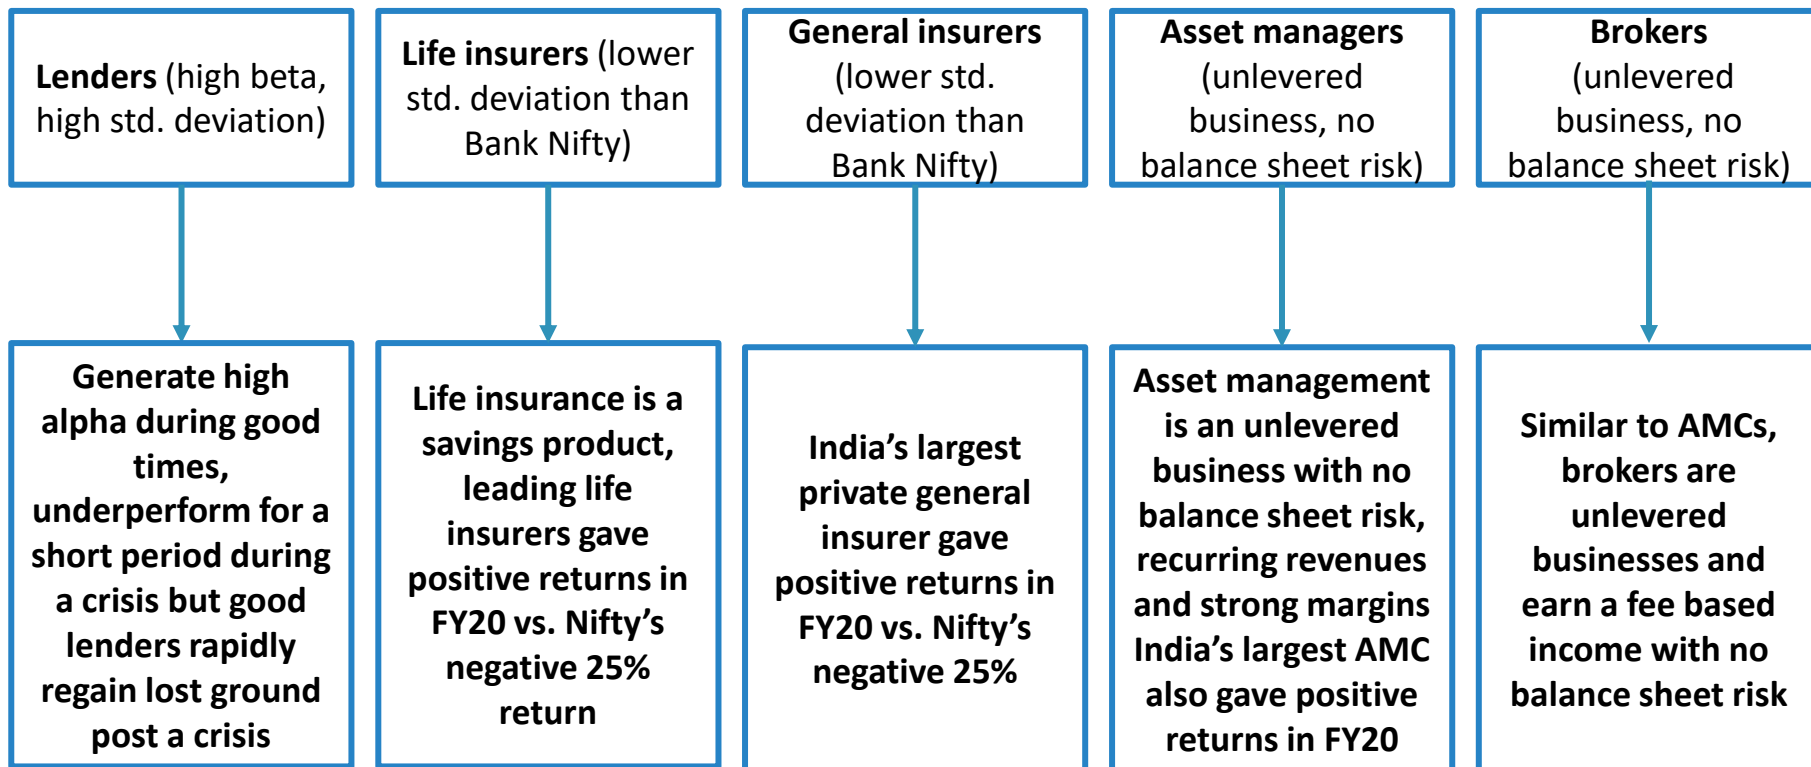 Lenders (high beta,
high std. deviation)
Life insurers (lower
std. deviation than
Bank Nifty)
General insurers
(lower std.
deviation than
Bank Nifty)
Asset managers
(unlevered
business, no
balance sheet risk)
Brokers
(unlevered
business, no
balance sheet risk)
Generate high
alpha during good
times,
underperform for a
short period during
a crisis but good
lenders rapidly
regain lost ground
post a crisis
Life insurance is a
savings product,
leading life
insurers gave
positive returns in
FY20 vs. Nifty’s
negative 25%
return
India’s largest
private general
insurer gave
positive returns in
FY20 vs. Nifty’s
negative 25%
Asset management
is an unlevered
business with no
balance sheet risk,
recurring revenues
and strong margins
India’s largest AMC
also gave positive
returns in FY20
Similar to AMCs,
brokers are
unlevered
businesses and
earn a fee based
income with no
balance sheet risk